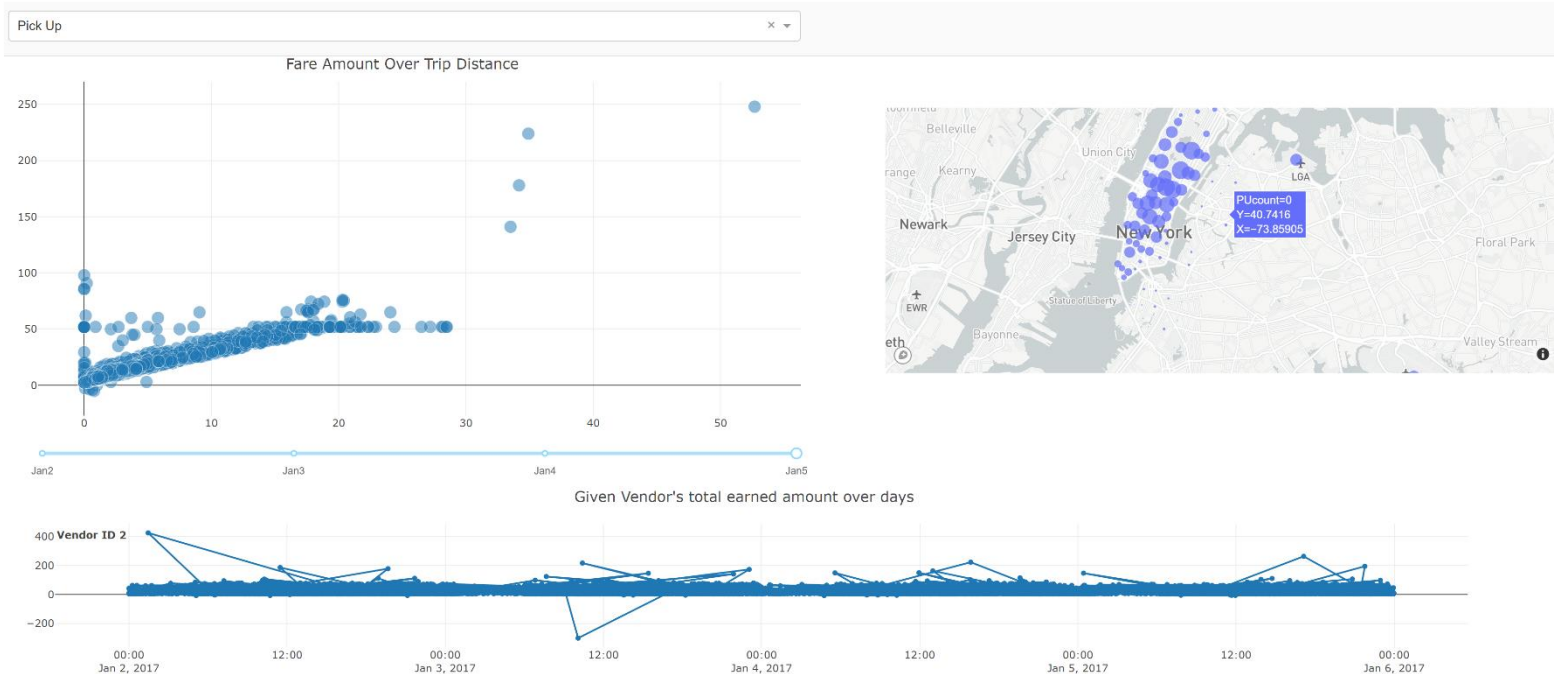 Pick Up
×
Fare Amount Over Trip Distance
250
200
150
100
50
0
0 10 20 30 40 50
Jan2 Jan3 Jan4 Jan5
Belleville
Union City
Kearny
LGA
PUcount=0
Y=40.7416
X=−73.85905
Newark
Jersey City
New York
Floral Park
EWR
Statue of Liberty
Bayonne
eth
Valley Stream
Given Vendor's total earned amount over days
Vendor ID 2
400
200
0
−200
00:00 12:00 00:00 12:00 00:00 12:00 00:00 12:00 00:00
Jan 2, 2017 Jan 3, 2017 Jan 4, 2017 Jan 5, 2017 Jan 6, 2017